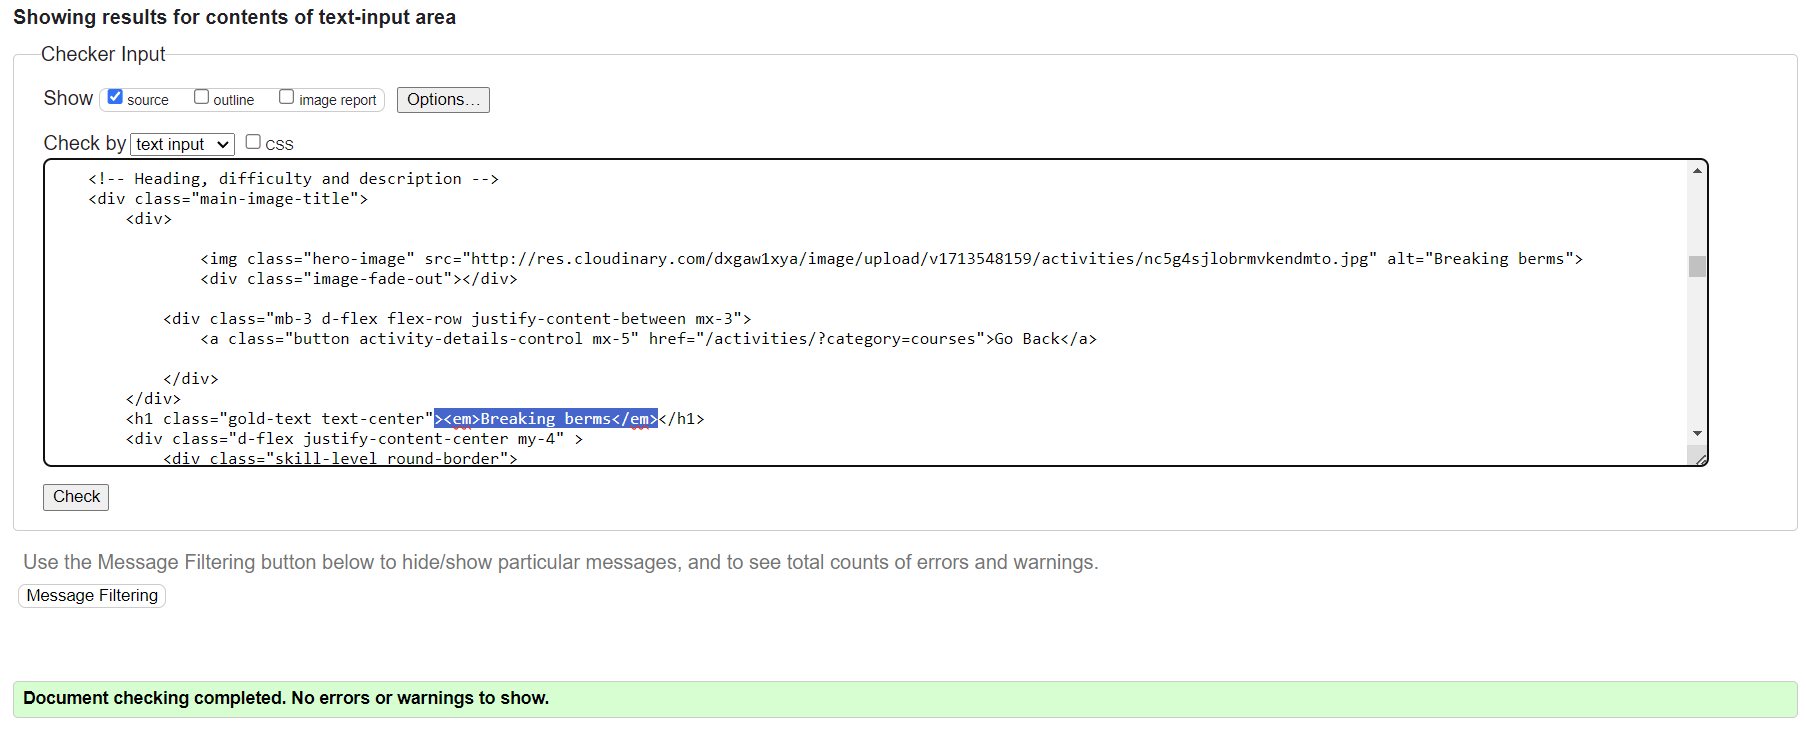 Showing results for contents of text-input area
Checker Input
Show source outline image report Options...
Check by text input CSS
<!-- Heading, difficulty and description -->
<div class="main-image-title">
<div>
<img class="hero-image" src="http://res.cloudinary.com/dxgaw1xya/image/upload/v1713548159/activities/nc5g4sjlobrmvkendmto.jpg" alt="Breaking berms">
<div class="image-fade-out"></div>
<div class="mb-3 d-flex flex-row justify-content-between mx-3">
<a class="button activity-details-control mx-5" href="/activities/?category=courses">Go Back</a>
</div>
</div>
<h1 class="gold-text text-center"><em>Breaking berms</em></h1>
<div class="d-flex justify-content-center my-4" >
<div class="skill-level round-border">
Check
Use the Message Filtering button below to hide/show particular messages, and to see total counts of errors and warnings.
Message Filtering
Document checking completed. No errors or warnings to show.